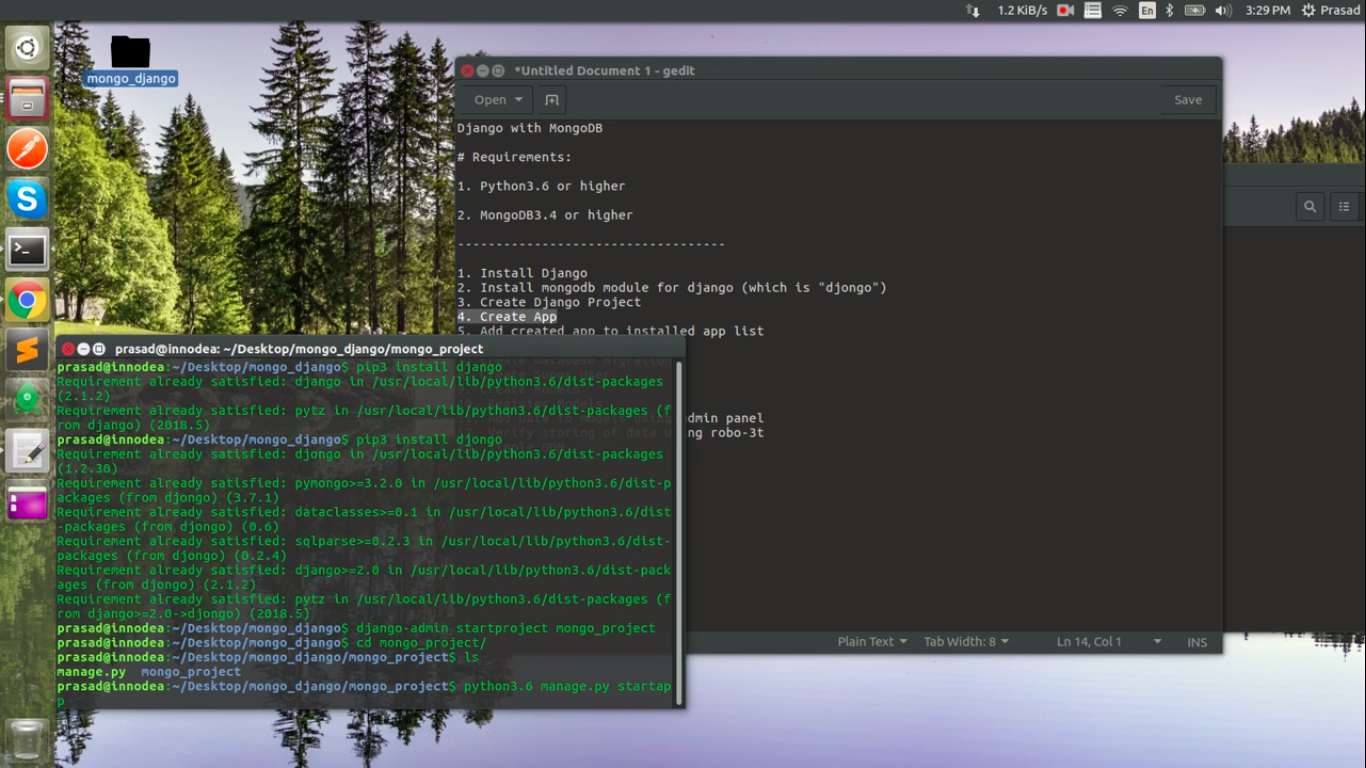 1.2 KiB/s En 3:29 PM Prasad
mongo_django
*Untitled Document 1 - gedit
Open Save
Django with MongoDB
# Requirements:
1. Python3.6 or higher
2. MongoDB3.4 or higher
-----------------------------------
1. Install Django
2. Install mongodb module for django (which is "djongo")
3. Create Django Project
4. Create App
5. Add created app to installed app list
dmin panel
ng robo-3t
Plain Text Tab Width: 8 Ln 14, Col 1 INS
prasad@innodea: ~/Desktop/mongo_django/mongo_project
prasad@innodea:~/Desktop/mongo_django$ pip3 install django
Requirement already satisfied: django in /usr/local/lib/python3.6/dist-packages
(2.1.2)
Requirement already satisfied: pytz in /usr/local/lib/python3.6/dist-packages (f
rom django) (2018.5)
prasad@innodea:~/Desktop/mongo_django$ pip3 install djongo
Requirement already satisfied: djongo in /usr/local/lib/python3.6/dist-packages
(1.2.30)
Requirement already satisfied: pymongo>=3.2.0 in /usr/local/lib/python3.6/dist-p
ackages (from djongo) (3.7.1)
Requirement already satisfied: dataclasses>=0.1 in /usr/local/lib/python3.6/dist
-packages (from djongo) (0.6)
Requirement already satisfied: sqlparse>=0.2.3 in /usr/local/lib/python3.6/dist-
packages (from djongo) (0.2.4)
Requirement already satisfied: django>=2.0 in /usr/local/lib/python3.6/dist-pack
ages (from djongo) (2.1.2)
Requirement already satisfied: pytz in /usr/local/lib/python3.6/dist-packages (f
rom django>=2.0->djongo) (2018.5)
prasad@innodea:~/Desktop/mongo_django$ django-admin startproject mongo_project
prasad@innodea:~/Desktop/mongo_django$ cd mongo_project/
prasad@innodea:~/Desktop/mongo_django/mongo_project$ ls
manage.py mongo_project
prasad@innodea:~/Desktop/mongo_django/mongo_project$ python3.6 manage.py startap
p